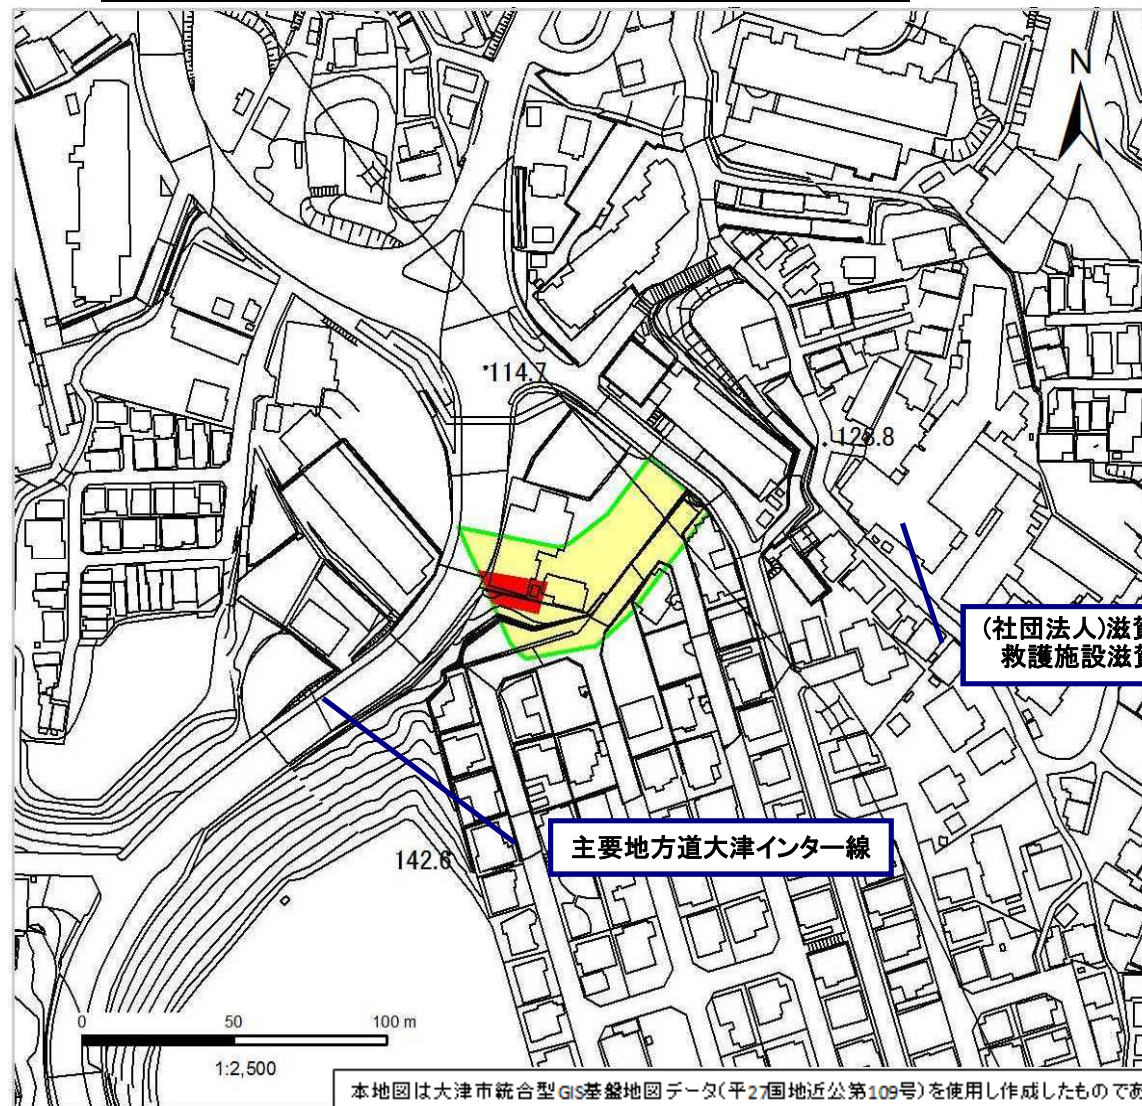 N
114.7
(社団法人)滋賀
救護施設滋賀
主要地方道大津インター線
142.6
0 50 100 m
1:2,500
本地図は大津市統合型GIS基盤地図データ(平27国地近公第109号)を使用し作成したものであ